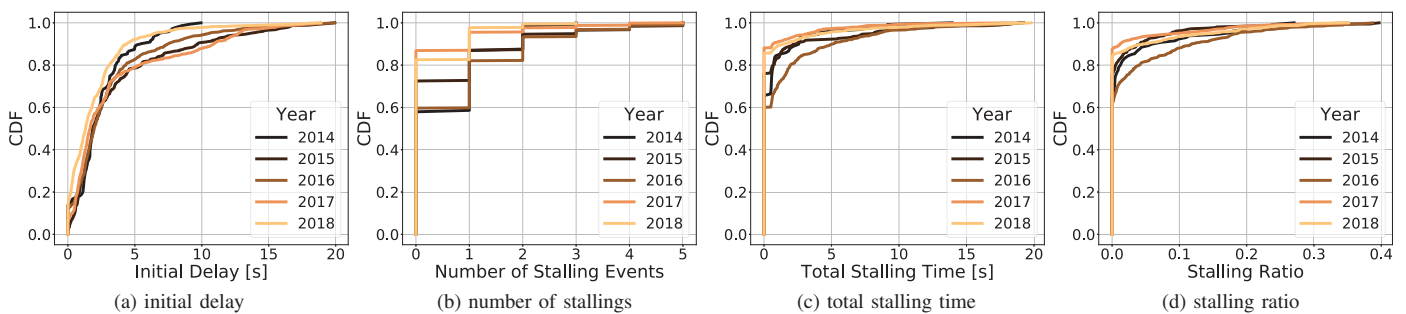 CDF
1.0
0.8
0.6
0.4
0.2
0.0
0 5 10 15 20
Initial Delay [s]
Year
2014
2015
2016
2017
2018
(a) initial delay
CDF
1.0
0.8
0.6
0.4
0.2
0.0
0 1 2 3 4 5
Number of Stalling Events
Year
2014
2015
2016
2017
2018
(b) number of stallings
CDF
1.0
0.8
0.6
0.4
0.2
0.0
0 5 10 15 20
Total Stalling Time [s]
Year
2014
2015
2016
2017
2018
(c) total stalling time
CDF
1.0
0.8
0.6
0.4
0.2
0.0
0.0 0.1 0.2 0.3 0.4
Stalling Ratio
Year
2014
2015
2016
2017
2018
(d) stalling ratio